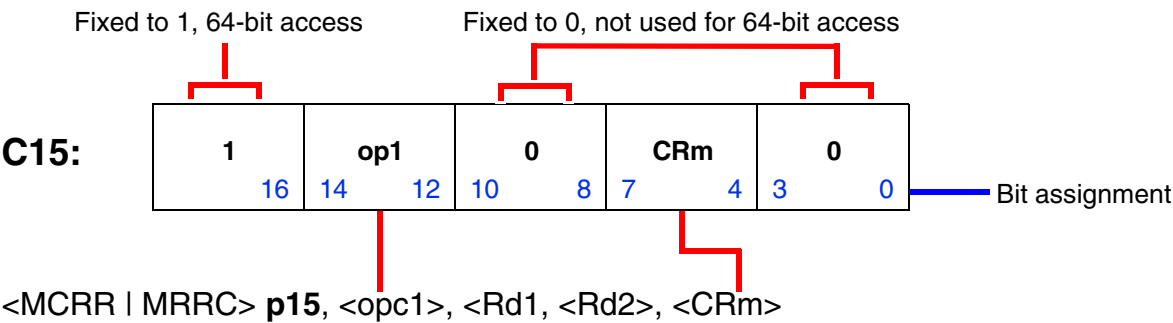 Fixed to 1, 64-bit access Fixed to 0, not used for 64-bit access
C15: 1 op1 0 CRm 0
16 14 12 10 8 7 4 3 0 Bit assignment
<MCRR | MRRC> p15, <opc1>, <Rd1, <Rd2>, <CRm>